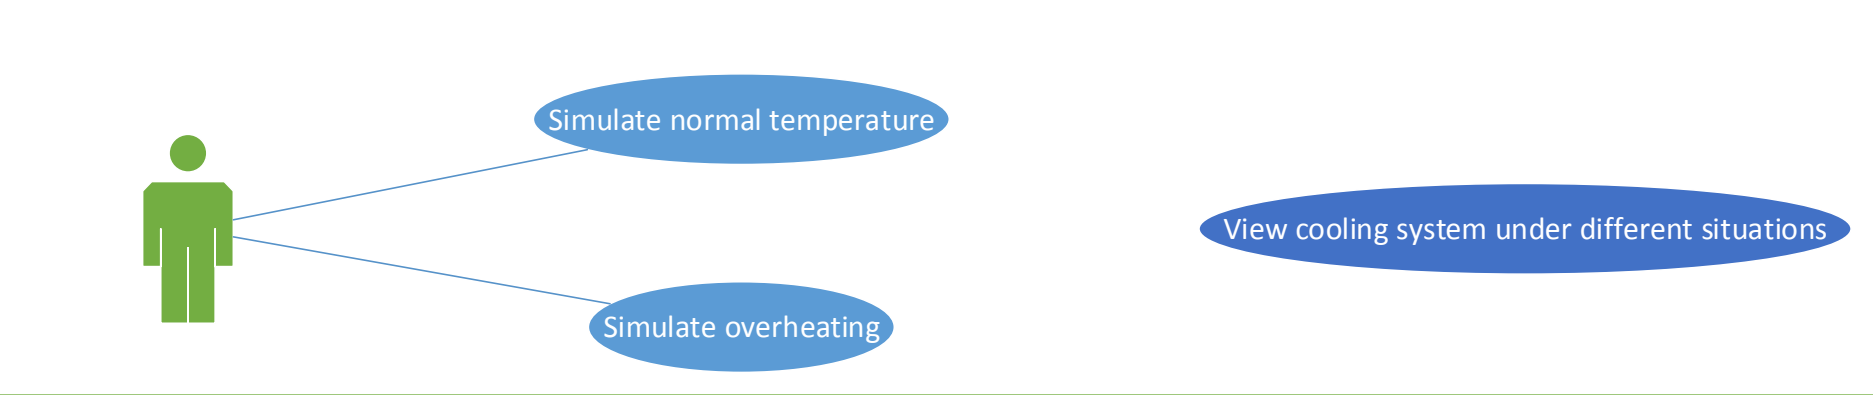 Simulate normal temperature
View cooling system under different situations
Simulate overheating